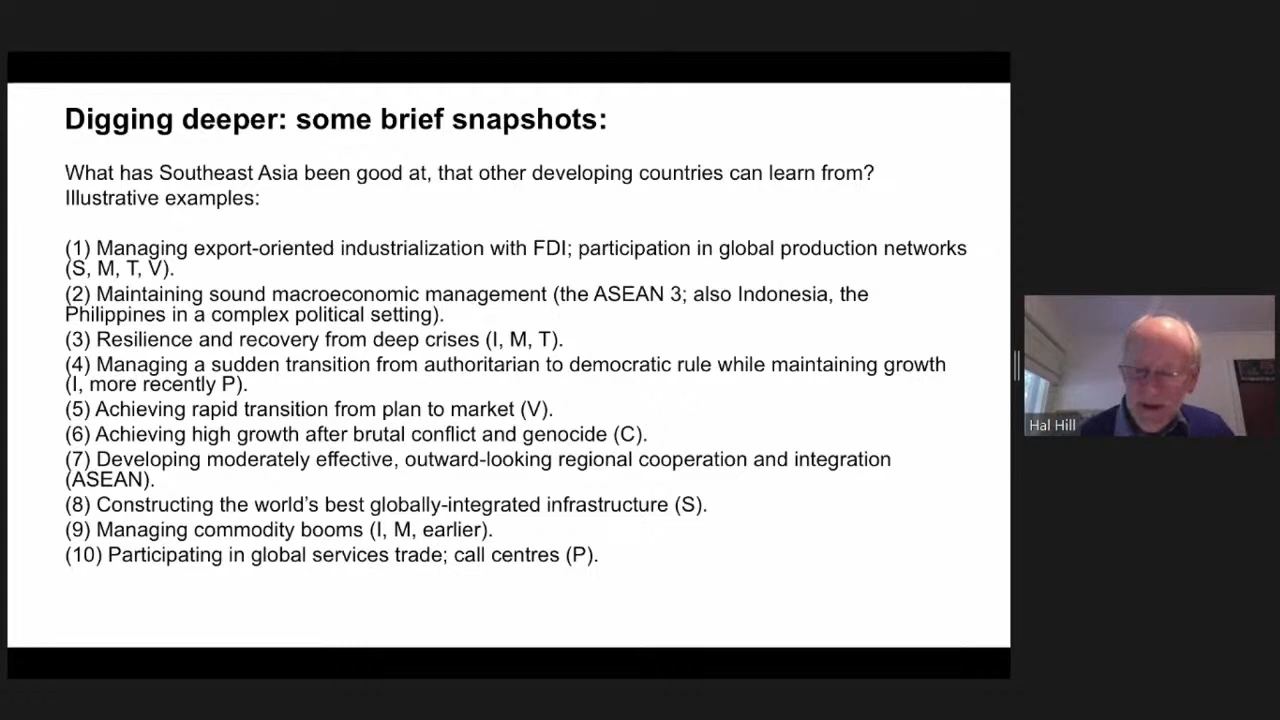 Digging deeper: some brief snapshots:
What has Southeast Asia been good at, that other developing countries can learn from?
Illustrative examples:
(1) Managing export-oriented industrialization with FDI; participation in global production networks
(S, M, T, V).
(2) Maintaining sound macroeconomic management (the ASEAN 3; also Indonesia, the
Philippines in a complex political setting).
(3) Resilience and recovery from deep crises (I, M, T).
(4) Managing a sudden transition from authoritarian to democratic rule while maintaining growth
(I, more recently P).
(5) Achieving rapid transition from plan to market (V).
(6) Achieving high growth after brutal conflict and genocide (C).
(7) Developing moderately effective, outward-looking regional cooperation and integration
(ASEAN).
(8) Constructing the world’s best globally-integrated infrastructure (S).
(9) Managing commodity booms (I, M, earlier).
(10) Participating in global services trade; call centres (P).
Hal Hill